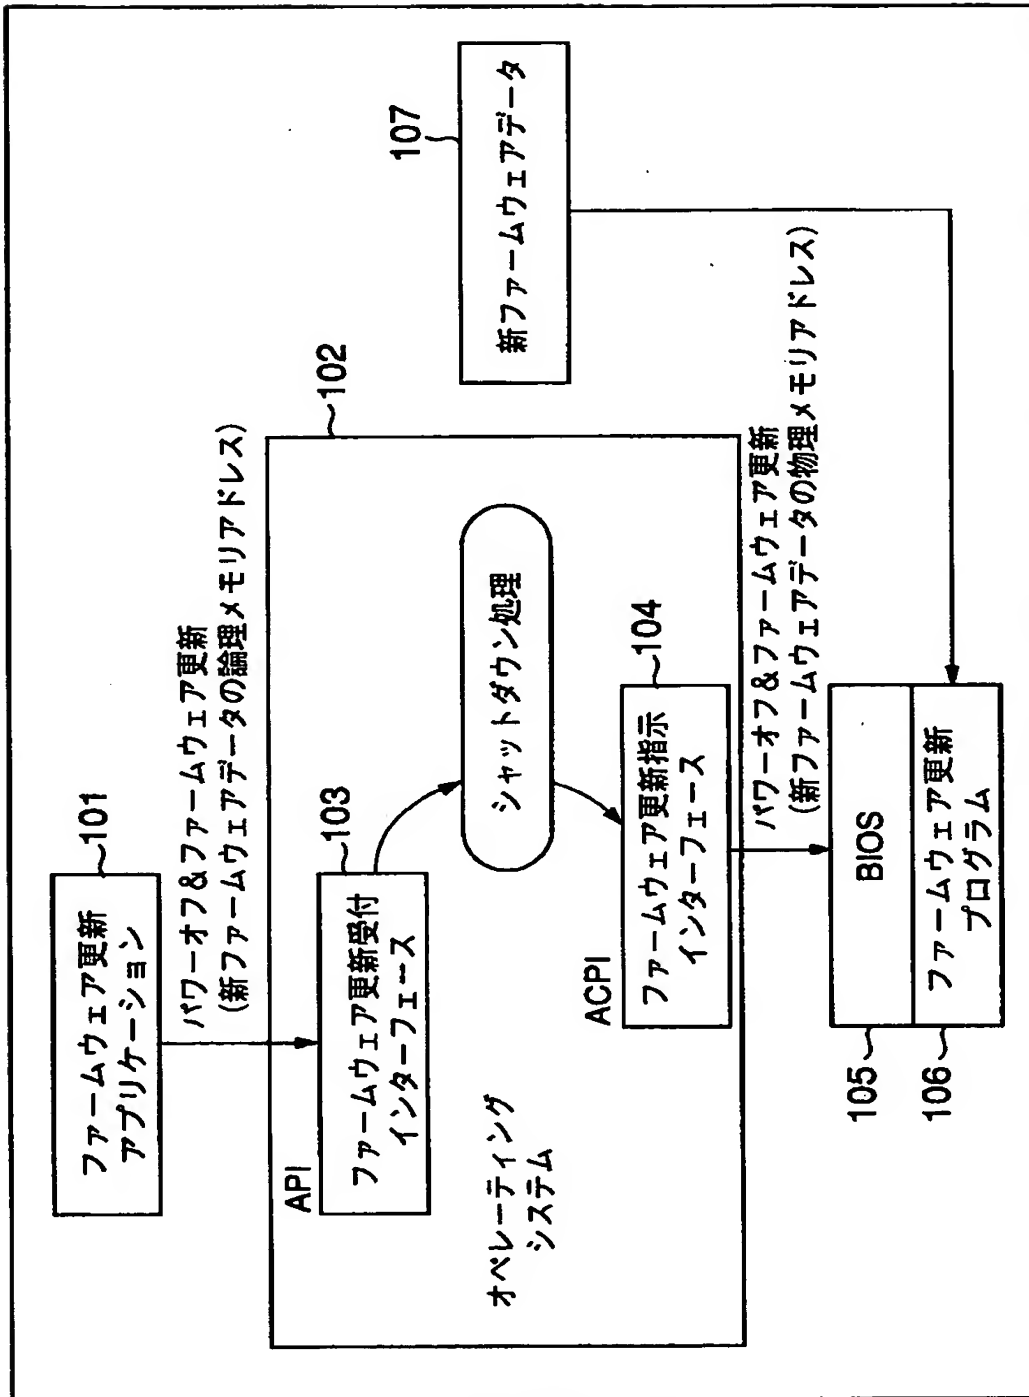 ファームウェア更新
アプリケーション
101
パワーオフ&ファームウェア更新
(新ファームウェアデータの論理メモリアドレス)
102
API
ファームウェア更新受付
インターフェース
103
シャットダウン処理
オペレーティング
システム
ACPI
ファームウェア更新指示
インターフェース
104
パワーオフ&ファームウェア更新
(新ファームウェアデータの物理メモリアドレス)
107
新ファームウェアデータ
105
BIOS
106
ファームウェア更新
プログラム